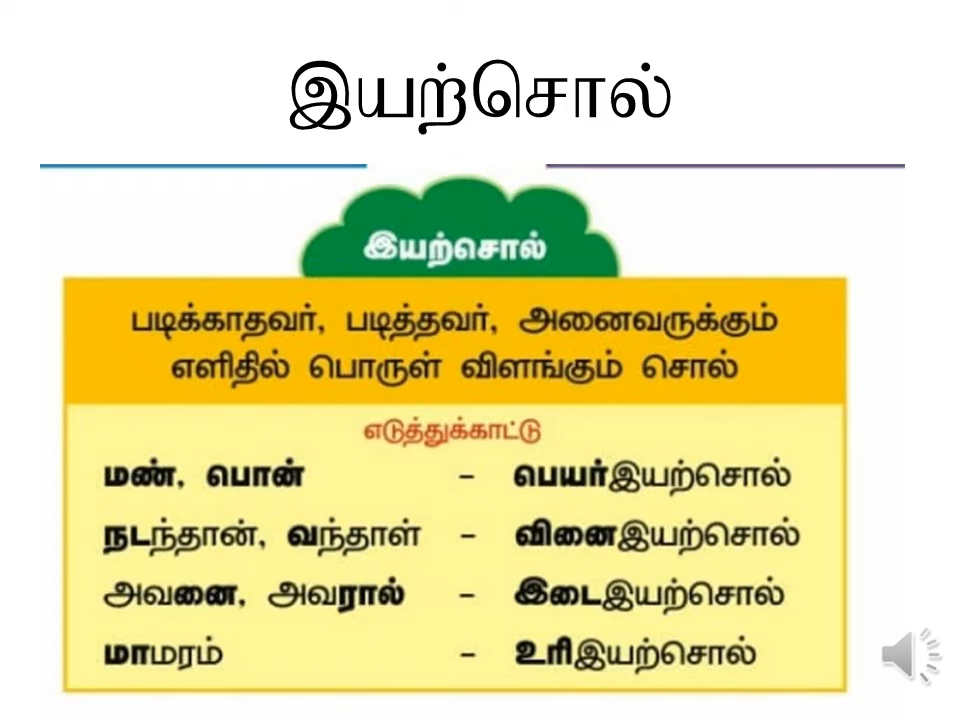 இயற்சொல்
இயற்சொல்
படிக்காதவர், படித்தவர், அனைவருக்கும்
எளிதில் பொருள் விளங்கும் சொல்
எடுத்துக்காட்டு
மண், பொன் - பெயர்இயற்சொல்
நடந்தான், வந்தாள் - வினைஇயற்சொல்
அவனை, அவரால் - இடைஇயற்சொல்
மாமரம் - உரிஇயற்சொல்